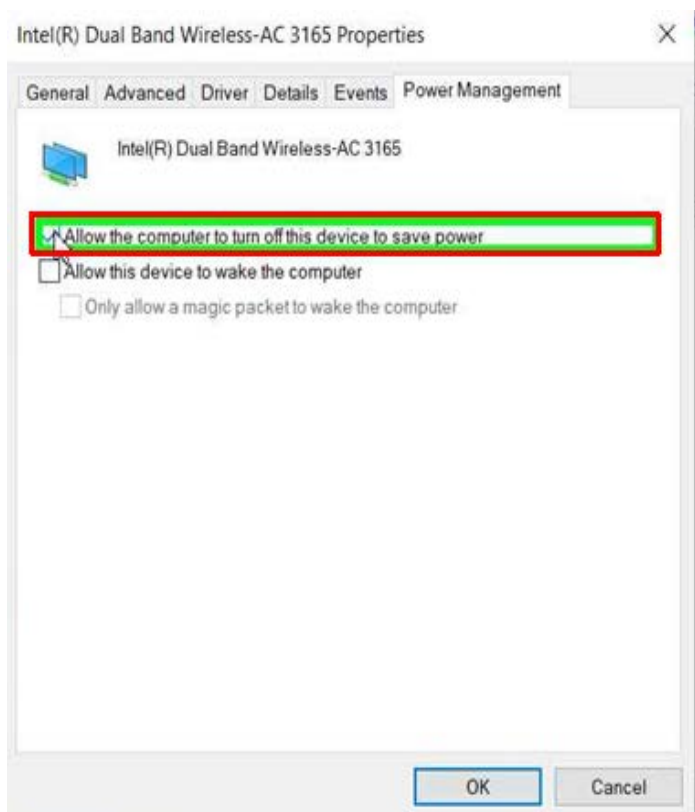 Intel(R) Dual Band Wireless-AC 3165 Properties
General Advanced Driver Details Events Power Management
Intel(R) Dual Band Wireless-AC 3165
Allow the computer to turn off this device to save power
Allow this device to wake the computer
Only allow a magic packet to wake the computer
OK Cancel